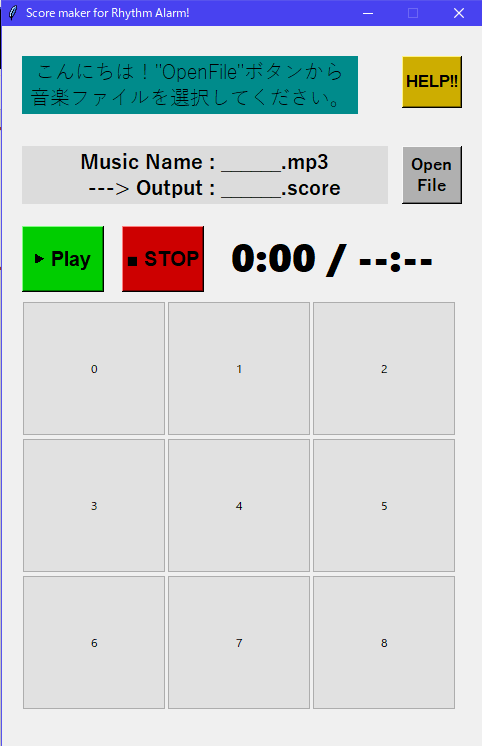 Score maker for Rhythm Alarm!
こんにちは！"OpenFile"ボタンから
音楽ファイルを選択してください。
HELP!!
Music Name : ______.mp3
---> Output : ______.score
Open
File
▶ Play
■ STOP
0:00 / --:--
0
1
2
3
4
5
6
7
8